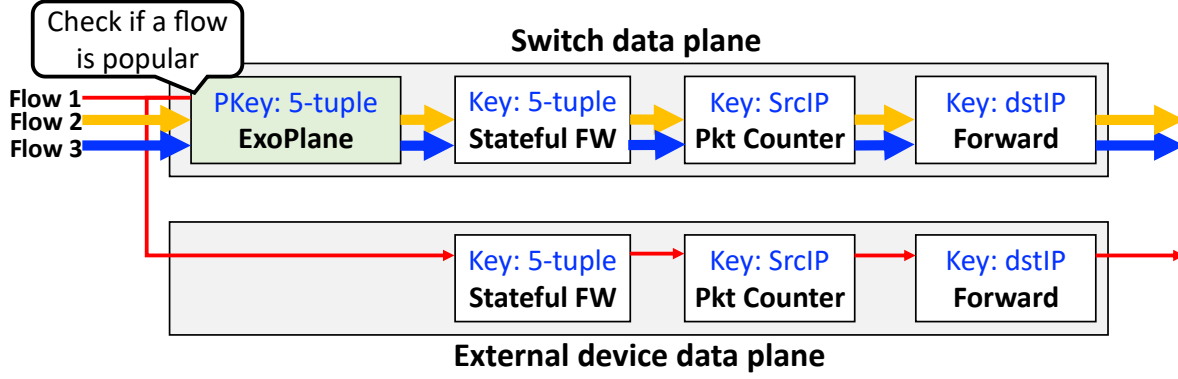 Check if a flow
is popular
Switch data plane
Flow 1
Flow 2
Flow 3
PKey: 5-tuple
ExoPlane
Key: 5-tuple
Stateful FW
Key: SrcIP
Pkt Counter
Key: dstIP
Forward
Key: 5-tuple
Stateful FW
Key: SrcIP
Pkt Counter
Key: dstIP
Forward
External device data plane